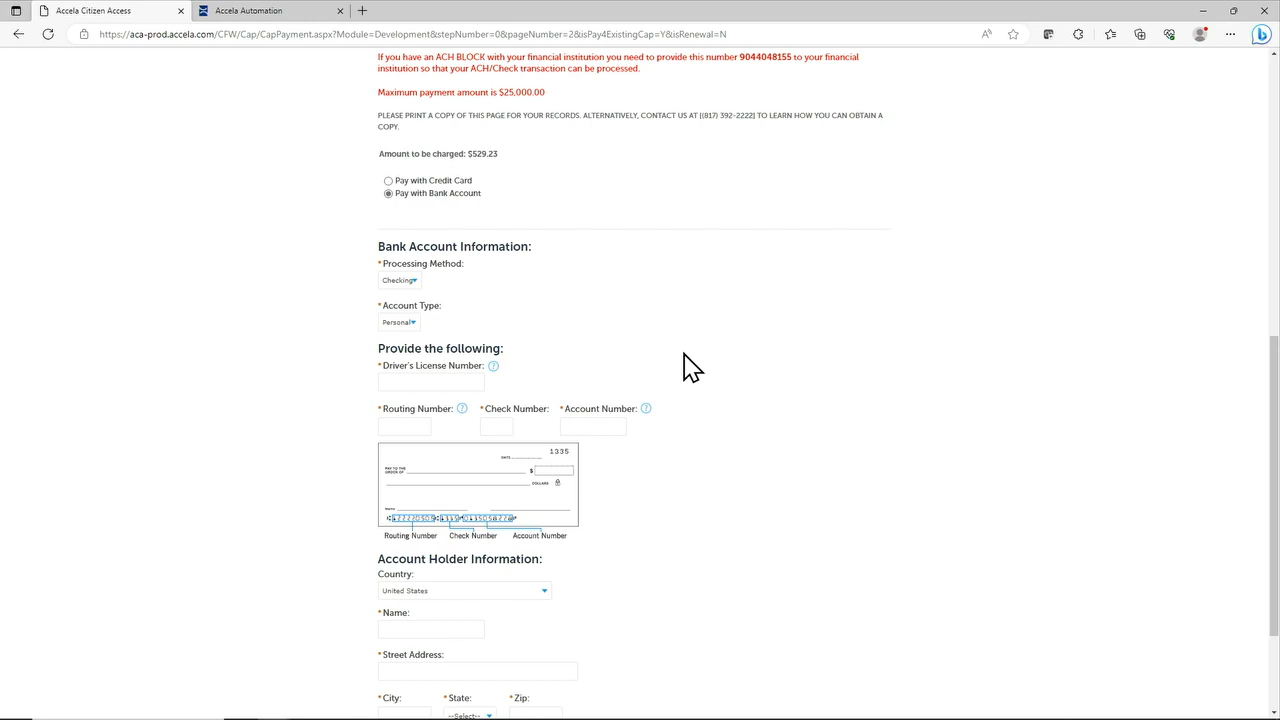 Accela Citizen Access
Accela Automation
https://aca-prod.accela.com/CFW/Cap/CapPayment.aspx?Module=Development&stepNumber=0&pageNumber=2&isPay4ExistingCap=Y&isRenewal=N
If you have an ACH BLOCK with your financial institution you need to provide this number 9044048155 to your financial
institution so that your ACH/Check transaction can be processed.
Maximum payment amount is $25,000.00
PLEASE PRINT A COPY OF THIS PAGE FOR YOUR RECORDS. ALTERNATIVELY, CONTACT US AT [(817) 392-2222] TO LEARN HOW YOU CAN OBTAIN A
COPY.
Amount to be charged: $529.23
Pay with Credit Card
Pay with Bank Account
Bank Account Information:
*Processing Method:
Checking
*Account Type:
Personal
Provide the following:
*Driver's License Number: ?
*Routing Number: ? *Check Number: *Account Number: ?
1335
DATE
PAY TO THE
ORDER OF $
DOLLARS
Routing Number Check Number Account Number
Account Holder Information:
Country:
United States
*Name:
*Street Address:
*City: *State: *Zip:
--Select--